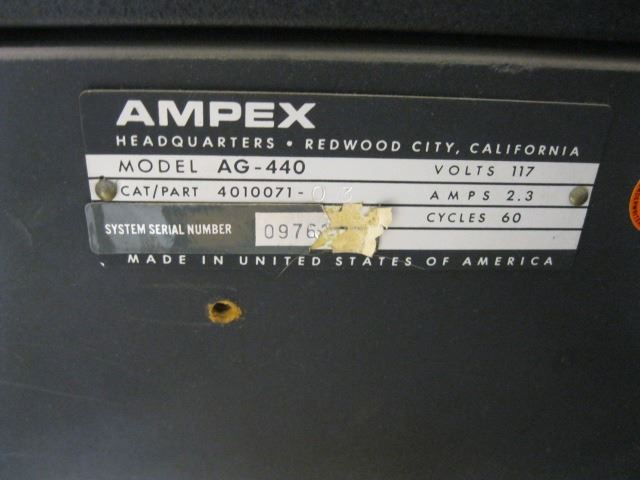 AMPEX
HEADQUARTERS • REDWOOD CITY, CALIFORNIA
MODEL AG-440 VOLTS 117
CAT/PART 4010071-03 AMPS 2.3
CYCLES 60
SYSTEM SERIAL NUMBER
MADE IN UNITED STATES OF AMERICA